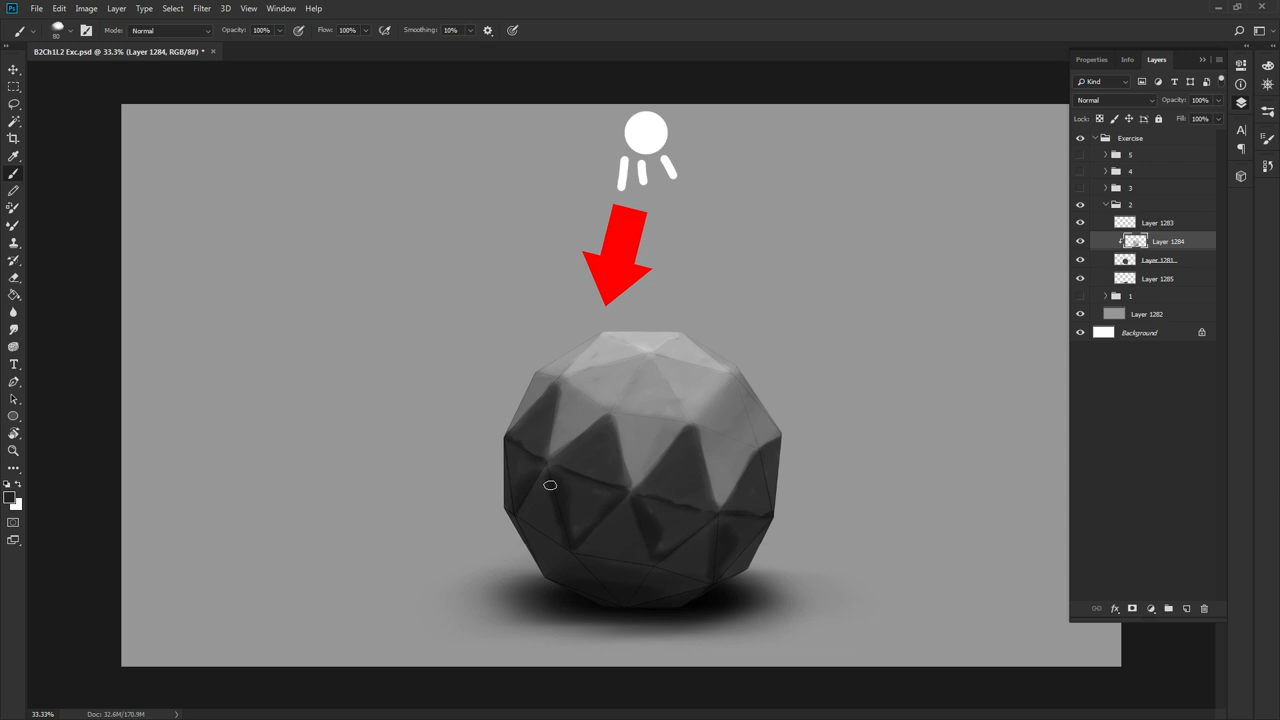 Ps File Edit Image Layer Type Select Filter 3D View Window Help
80 Mode: Normal Opacity: 100% Flow: 100% Smoothing: 10%
B2Ch1L2 Exc.psd @ 33.3% (Layer 1284, RGB/8#) *
Properties Info Layers
Kind
Normal Opacity: 100%
Lock: Fill: 100%
Exercise
5
4
3
2
Layer 1283
Layer 1284
Layer 1281
Layer 1285
1
Layer 1282
Background
33.33% Doc: 32.6M/170.9M